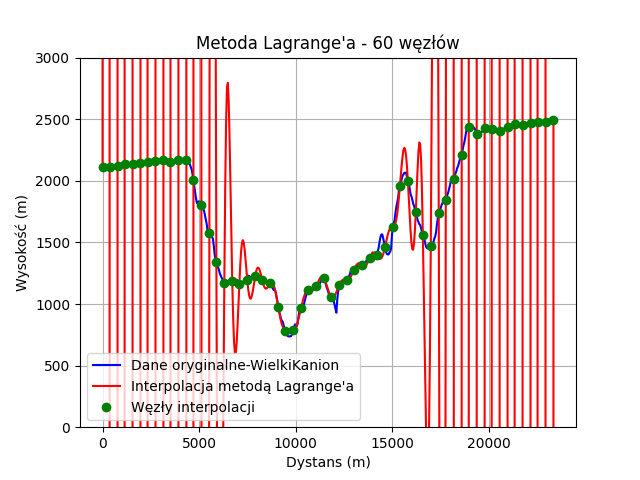 Metoda Lagrange'a - 60 węzłów
3000
2500
2000
1500
1000
500
0
Wysokość (m)
Dane oryginalne-WielkiKanion
Interpolacja metodą Lagrange'a
Węzły interpolacji
0 5000 10000 15000 20000
Dystans (m)